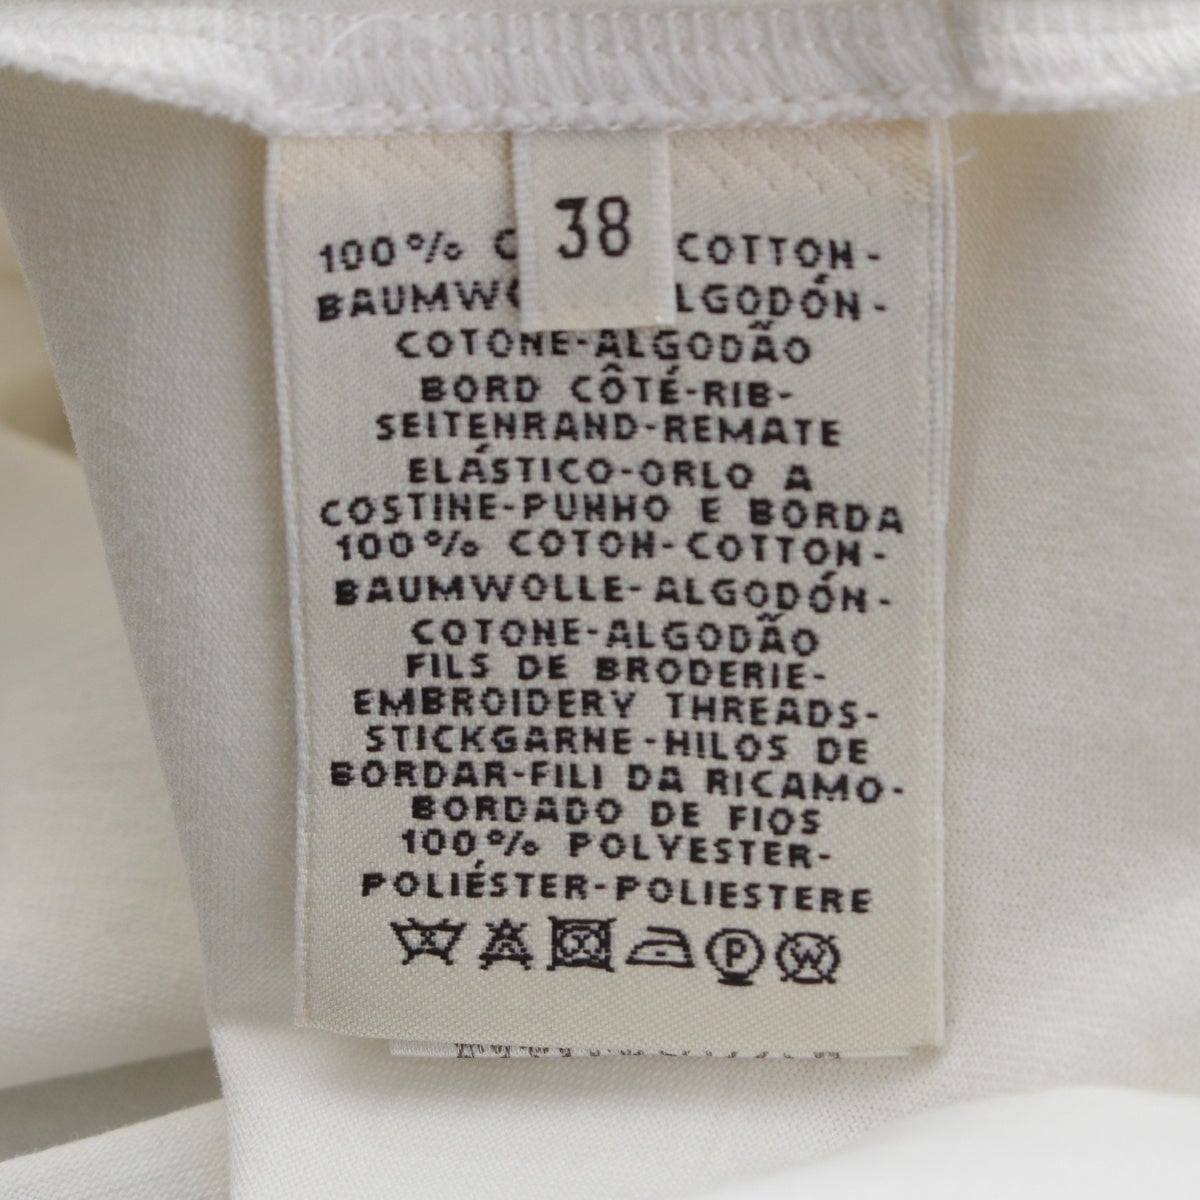 38
100% COTTON-
LGODÓN-
COTONE-ALGODÃO
BORD CÔTÉ-RIB-
SEITENRAND-REMATE
ELÁSTICO-ORLO A
COSTINE-PUNHO E BORDA
100% COTON-COTTON-
BAUMWOLLE-ALGODÓN-
COTONE-ALGODÃO
FILS DE BRODERIE-
EMBROIDERY THREADS-
STICKGARNE-HILOS DE
BORDAR-FILI DA RICAMO-
BORDADO DE FIOS
100% POLYESTER-
POLIÉSTER-POLIESTERE
P W